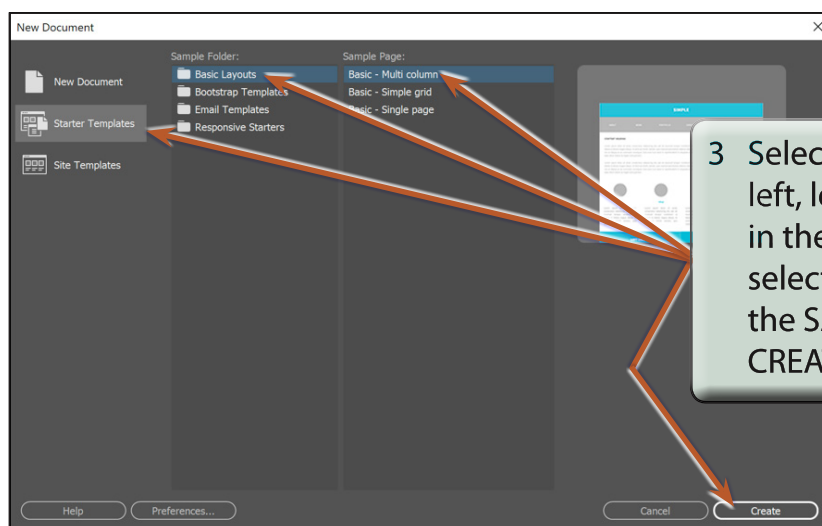 New Document
Sample Folder:
Sample Page:
New Document
Starter Templates
Site Templates
Basic Layouts
Bootstrap Templates
Email Templates
Responsive Starters
Basic - Multi column
Basic - Simple grid
Basic - Single page
SIMPLE
3 Selec
left, l
in the
select
the S
CREA
Help
Preferences...
Cancel
Create